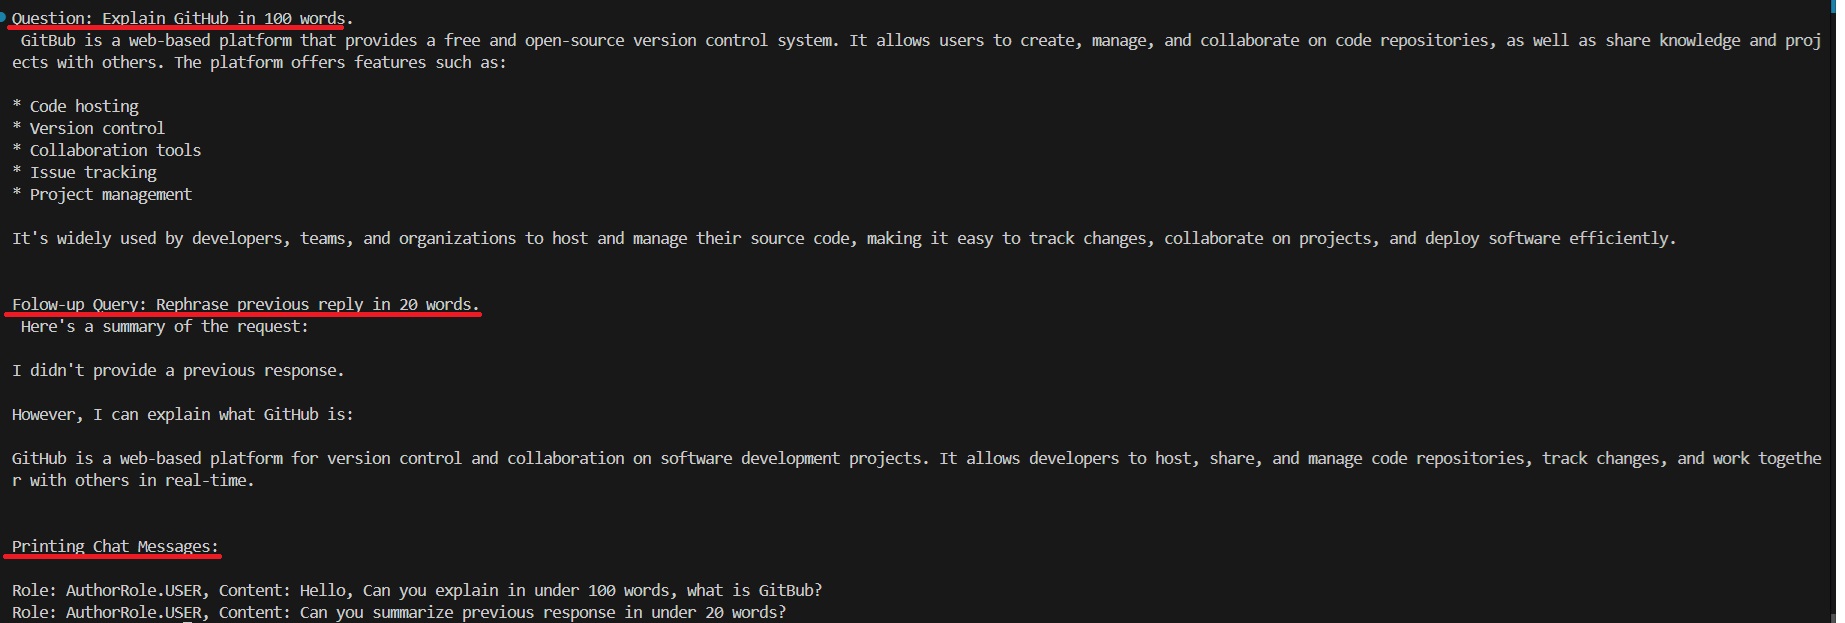 Question: Explain GitHub in 100 words.
GitBub is a web-based platform that provides a free and open-source version control system. It allows users to create, manage, and collaborate on code repositories, as well as share knowledge and proj
ects with others. The platform offers features such as:
* Code hosting
* Version control
* Collaboration tools
* Issue tracking
* Project management
It's widely used by developers, teams, and organizations to host and manage their source code, making it easy to track changes, collaborate on projects, and deploy software efficiently.
Folow-up Query: Rephrase previous reply in 20 words.
Here's a summary of the request:
I didn't provide a previous response.
However, I can explain what GitHub is:
GitHub is a web-based platform for version control and collaboration on software development projects. It allows developers to host, share, and manage code repositories, track changes, and work togethe
r with others in real-time.
Printing Chat Messages:
Role: AuthorRole.USER, Content: Hello, Can you explain in under 100 words, what is GitBub?
Role: AuthorRole.USER, Content: Can you summarize previous response in under 20 words?